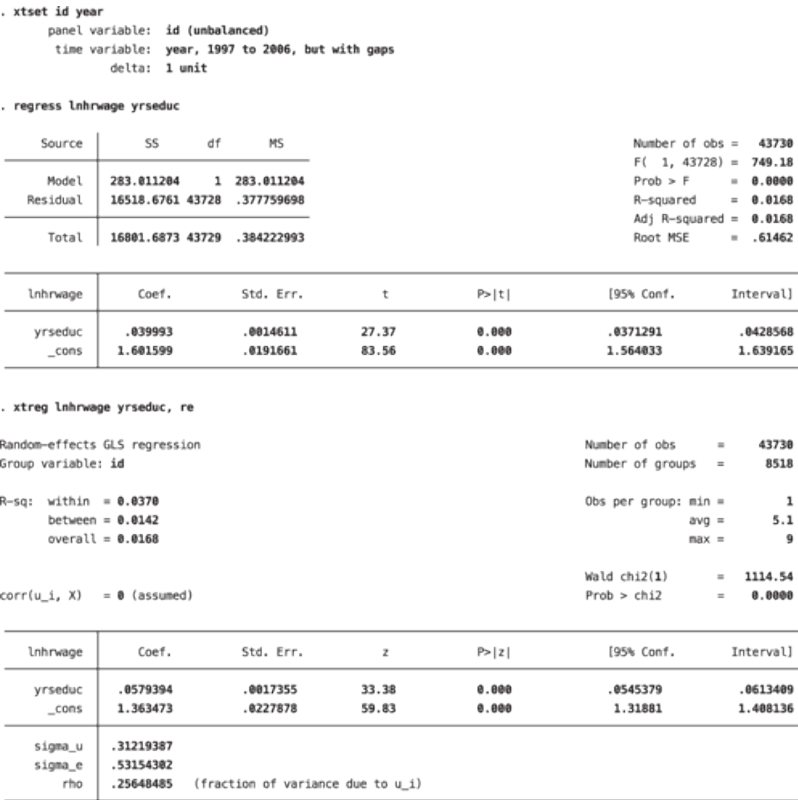 . xtset id year
panel variable: id (unbalanced)
time variable: year, 1997 to 2006, but with gaps
delta: 1 unit
. regress lnhrwage yrseduc
Source SS df MS Number of obs = 43730
F( 1, 43728) = 749.18
Model 283.011204 1 283.011204 Prob > F = 0.0000
Residual 16518.6761 43728 .377759698 R-squared = 0.0168
Adj R-squared = 0.0168
Total 16801.6873 43729 .384222993 Root MSE = .61462
lnhrwage Coef. Std. Err. t P>|t| [95% Conf. Interval]
yrseduc .039993 .0014611 27.37 0.000 .0371291 .0428568
_cons 1.601599 .0191661 83.56 0.000 1.564033 1.639165
. xtreg lnhrwage yrseduc, re
Random-effects GLS regression Number of obs = 43730
Group variable: id Number of groups = 8518
R-sq: within = 0.0370 Obs per group: min = 1
between = 0.0142 avg = 5.1
overall = 0.0168 max = 9
Wald chi2(1) = 1114.54
corr(u_i, X) = 0 (assumed) Prob > chi2 = 0.0000
lnhrwage Coef. Std. Err. z P>|z| [95% Conf. Interval]
yrseduc .0579394 .0017355 33.38 0.000 .0545379 .0613409
_cons 1.363473 .0227878 59.83 0.000 1.31881 1.408136
sigma_u .31219387
sigma_e .53154302
rho .25648485 (fraction of variance due to u_i)